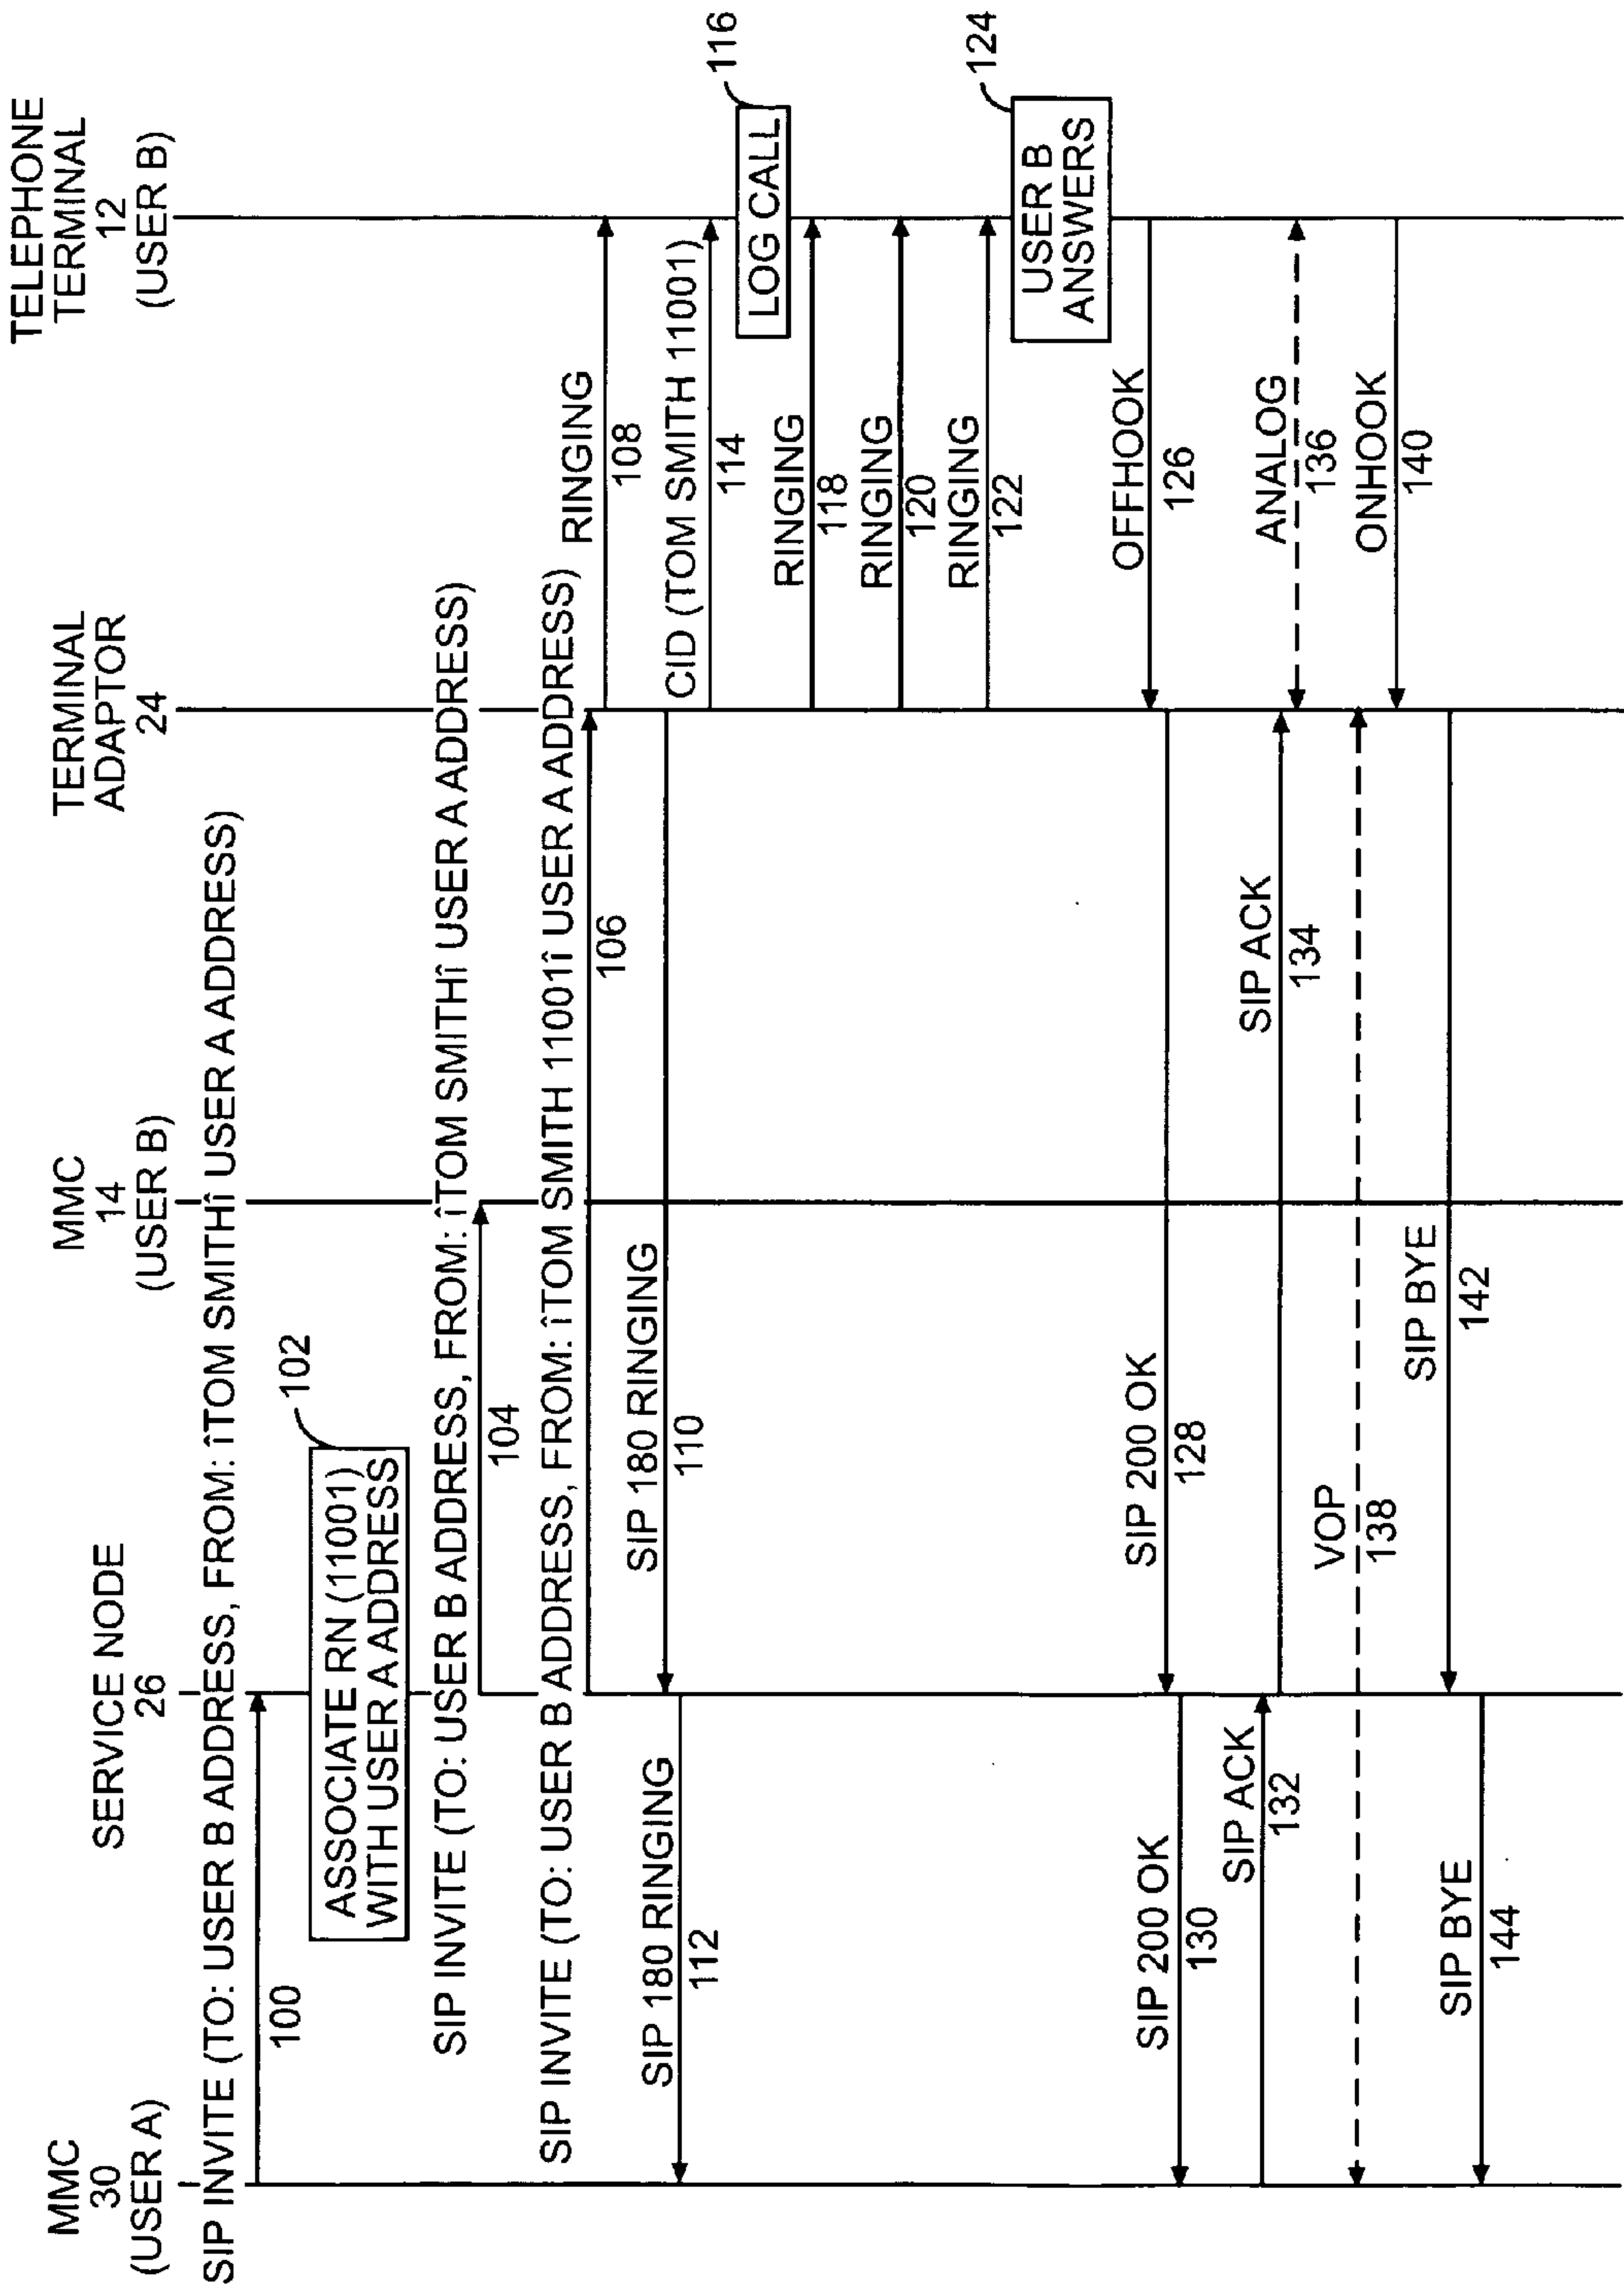 MMC
30
(USER A)
SERVICE NODE
26
MMC
14
(USER B)
TERMINAL
ADAPTOR
24
TELEPHONE
TERMINAL
12
(USER B)
SIP INVITE (TO: USER B ADDRESS, FROM: îTOM SMITHî USER A ADDRESS)
100
102
ASSOCIATE RN (11001)
WITH USER A ADDRESS
SIP INVITE (TO: USER B ADDRESS, FROM: îTOM SMITHî USER A ADDRESS)
104
SIP INVITE (TO: USER B ADDRESS, FROM: îTOM SMITH 11001î USER A ADDRESS)
106
RINGING
108
SIP 180 RINGING
110
SIP 180 RINGING
112
CID (TOM SMITH 11001)
114
116
LOG CALL
RINGING
118
RINGING
120
RINGING
122
124
USER B
ANSWERS
OFFHOOK
126
SIP 200 OK
128
SIP 200 OK
130
SIP ACK
132
SIP ACK
134
ANALOG
136
VOP
138
ONHOOK
140
SIP BYE
142
SIP BYE
144